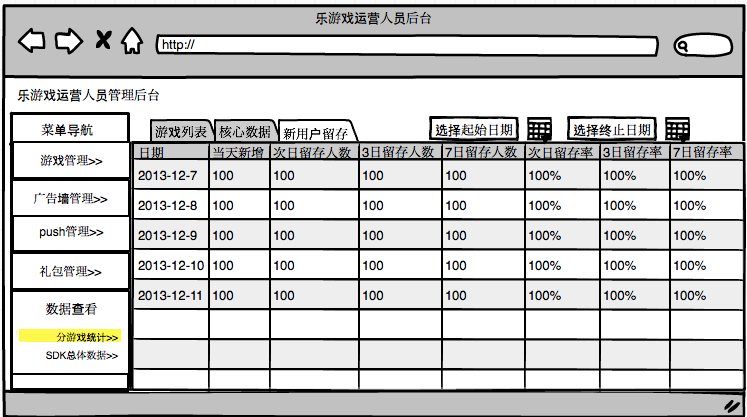 乐游戏运营人员后台
http://
乐游戏运营人员管理后台
菜单导航
游戏管理>>
广告墙管理>>
push管理>>
礼包管理>>
数据查看
分游戏统计>>
SDK总体数据>>
游戏列表 核心数据 新用户留存 选择起始日期 选择终止日期
日期 当天新增 次日留存人数 3日留存人数 7日留存人数 次日留存率 3日留存率 7日留存率
2013-12-7 100 100 100 100 100% 100% 100%
2013-12-8 100 100 100 100 100% 100% 100%
2013-12-9 100 100 100 100 100% 100% 100%
2013-12-10 100 100 100 100 100% 100% 100%
2013-12-11 100 100 100 100 100% 100% 100%